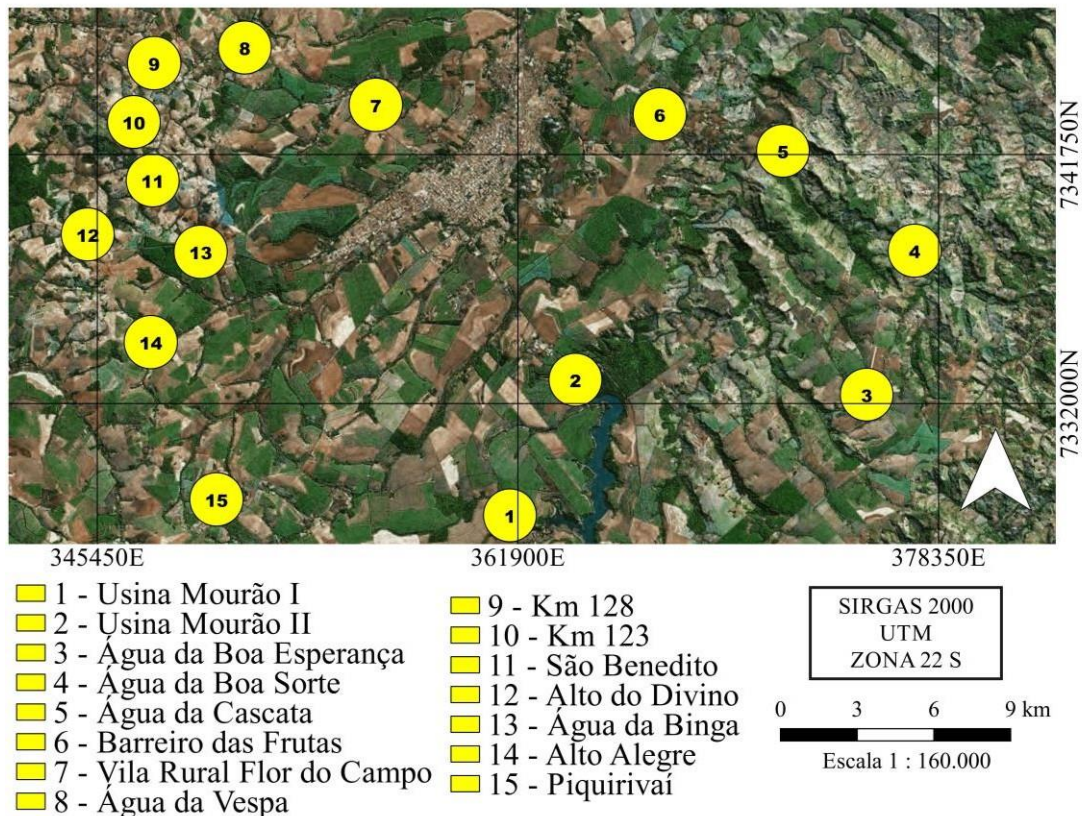 8
9
7
10
6
5
11
12
13
4
14
2
3
15
1
7341750N
7332000N
345450E
361900E
378350E
1 - Usina Mourão I
2 - Usina Mourão II
3 - Água da Boa Esperança
4 - Água da Boa Sorte
5 - Água da Cascata
6 - Barreiro das Frutas
7 - Vila Rural Flor do Campo
8 - Água da Vespa
9 - Km 128
10 - Km 123
11 - São Benedito
12 - Alto do Divino
13 - Água da Binga
14 - Alto Alegre
15 - Piquirivaí
SIRGAS 2000
UTM
ZONA 22 S
0 3 6 9 km
Escala 1 : 160.000